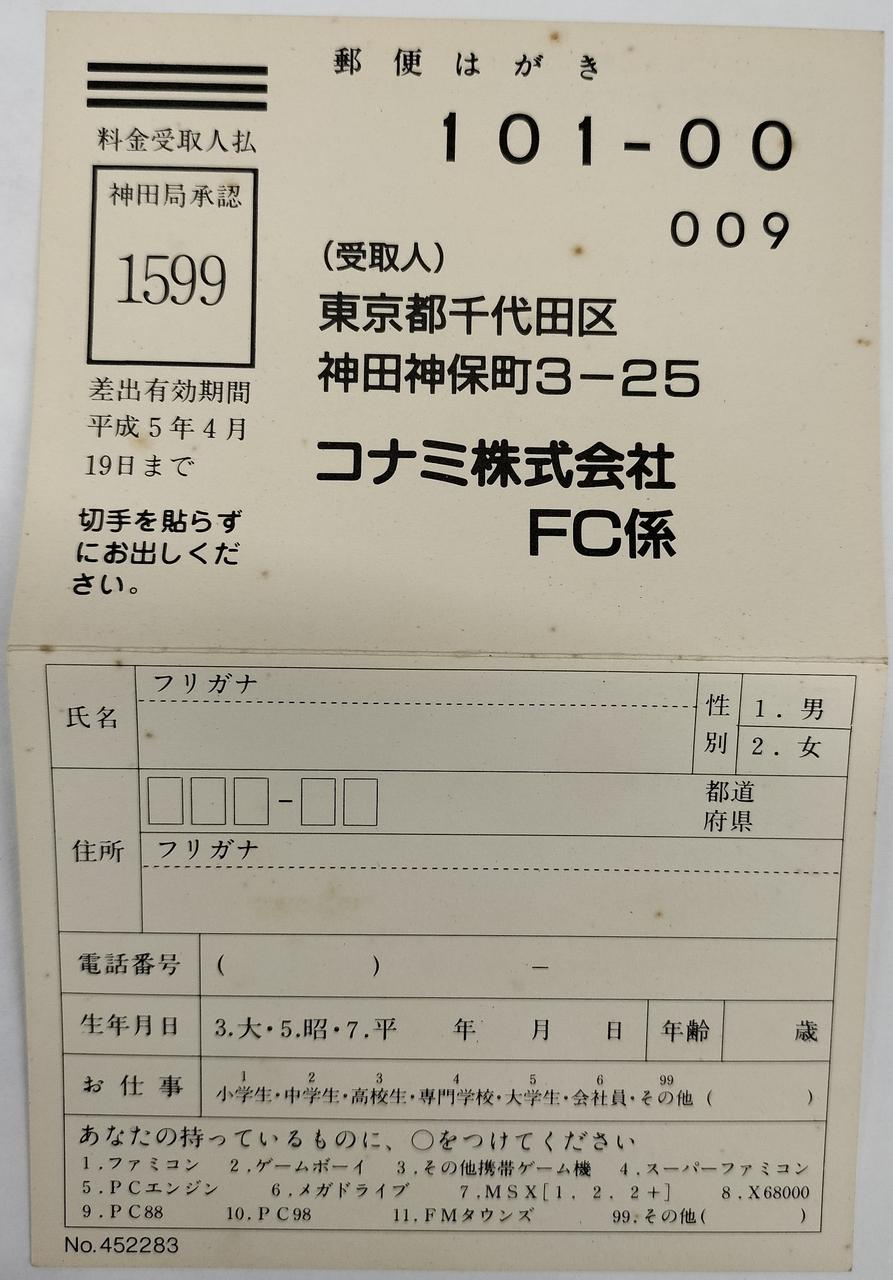 郵便はがき
料金受取人払
神田局承認
1599
差出有効期間
平成5年4月
19日まで
切手を貼らず
にお出しくだ
さい。
101-00
009
(受取人)
東京都千代田区
神田神保町3-25
コナミ株式会社
FC係
氏名
フリガナ
性別
1. 男
2. 女
住所
-
都道
府県
フリガナ
電話番号 ( ) -
生年月日 3.大・5.昭・7.平 年 月 日 年齢 歳
お仕事
1 2 3 4 5 6 99
小学生・中学生・高校生・専門学校・大学生・会社員・その他 ( )
あなたの持っているものに、○をつけてください
1.ファミコン 2.ゲームボーイ 3.その他携帯ゲーム機 4.スーパーファミコン
5.PCエンジン 6.メガドライブ 7.MSX[1. 2. 2+] 8.X68000
9.PC88 10.PC98 11.FMタウンズ 99.その他( )
No.452283